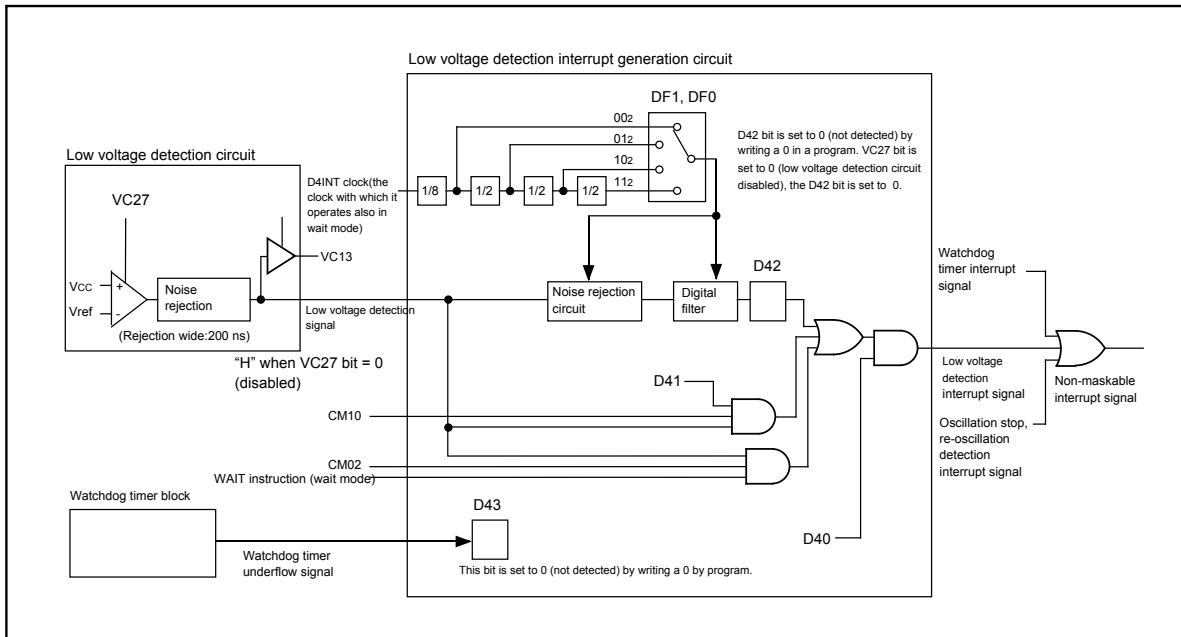 Low voltage detection interrupt generation circuit
DF1, DF0
002
012
102
112
D42 bit is set to 0 (not detected) by
writing a 0 in a program. VC27 bit is
set to 0 (low voltage detection circuit
disabled), the D42 bit is set to 0.
Low voltage detection circuit
VC27
D4INT clock(the
clock with which it
operates also in
wait mode)
1/8
1/2
1/2
1/2
VC13
VCC
+
Vref
-
Noise
rejection
(Rejection wide:200 ns)
Low voltage detection
signal
“H” when VC27 bit = 0
(disabled)
Noise rejection
circuit
Digital
filter
D42
Watchdog
timer interrupt
signal
D41
CM10
CM02
WAIT instruction (wait mode)
Low voltage
detection
interrupt signal
Non-maskable
interrupt signal
Oscillation stop,
re-oscillation
detection
interrupt signal
Watchdog timer block
D43
D40
Watchdog timer
underflow signal
This bit is set to 0 (not detected) by writing a 0 by program.